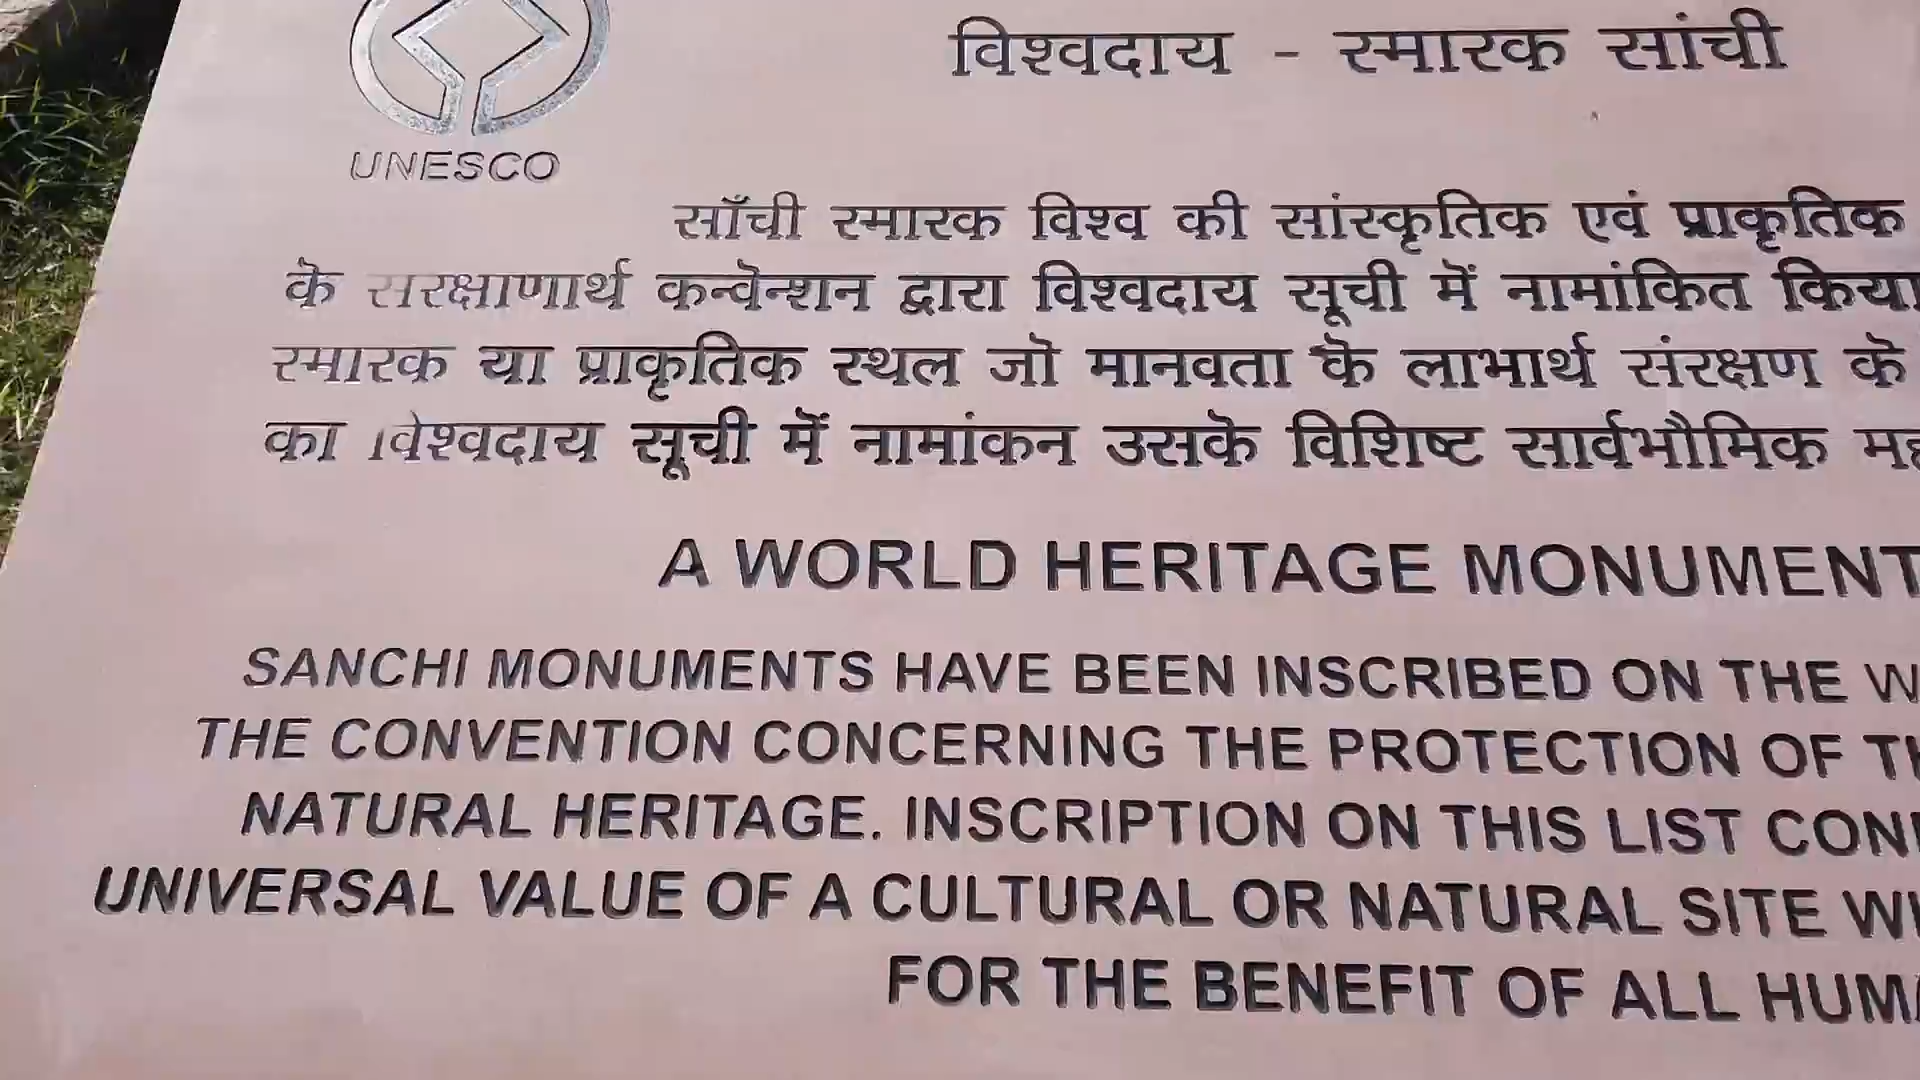 विश्वदाय - स्मारक सांची
UNESCO
साँची स्मारक विश्व की सांस्कृतिक एवं प्राकृतिक
के सरक्षाणार्थ कन्वेन्शन द्वारा विश्वदाय सूची में नामांकित किया
स्मारक या प्राकृतिक स्थल जो मानवता के लाभार्थ संरक्षण के
का विश्वदाय सूची में नामांकन उसके विशिष्ट सार्वभौमिक
A WORLD HERITAGE MONUMENT
SANCHI MONUMENTS HAVE BEEN INSCRIBED ON THE
THE CONVENTION CONCERNING THE PROTECTION OF
NATURAL HERITAGE. INSCRIPTION ON THIS LIST
UNIVERSAL VALUE OF A CULTURAL OR NATURAL SITE
FOR THE BENEFIT OF ALL